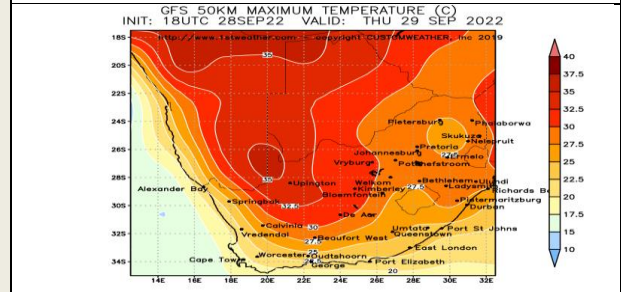 GFS 50KM MAXIMUM TEMPERATURE (C)
INIT: 18UTC 28SEP22 VALID: THU 29 SEP 2022
http://www.1stweather.com -- copyright CUSTOMWEATHER, Inc 2019
18S
20S
22S
24S
26S
28S
30S
32S
34S
35
Pietersburg
Phalaborwa
Skukuza
Nelspruit
Pretoria
Johannesburg
Ermelo
Vryburg
Potchefstroom
35
Alexander Bay
Upington
Welkom
Kimberley
Bloemfontein
27.5
Bethlehem
Ulundi
Ladysmith
Richards B
Springbok
32.5
De Aar
Pietermaritzburg
Durban
Calvinia
30
Vredendal
27.5
Beaufort West
Umtata
Port St Johns
Queenstown
East London
25
Cape Town
Worcester
Oudtshoorn
George
Port Elizabeth
20
14E 16E 18E 20E 22E 24E 26E 28E 30E 32E
40
37.5
35
32.5
30
27.5
25
22.5
20
17.5
15
10